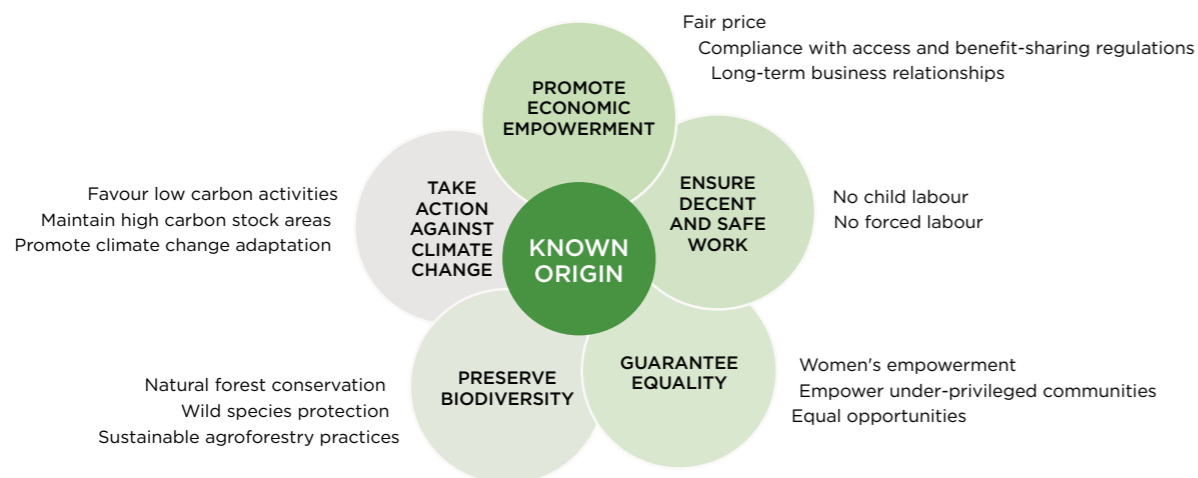 Fair price
Compliance with access and benefit-sharing regulations
Long-term business relationships
PROMOTE
ECONOMIC
EMPOWERMENT
ENSURE
DECENT
AND SAFE
WORK
No child labour
No forced labour
GUARANTEE
EQUALITY
Women's empowerment
Empower under-privileged communities
Equal opportunities
PRESERVE
BIODIVERSITY
Natural forest conservation
Wild species protection
Sustainable agroforestry practices
TAKE
ACTION
AGAINST
CLIMATE
CHANGE
Favour low carbon activities
Maintain high carbon stock areas
Promote climate change adaptation
KNOWN
ORIGIN